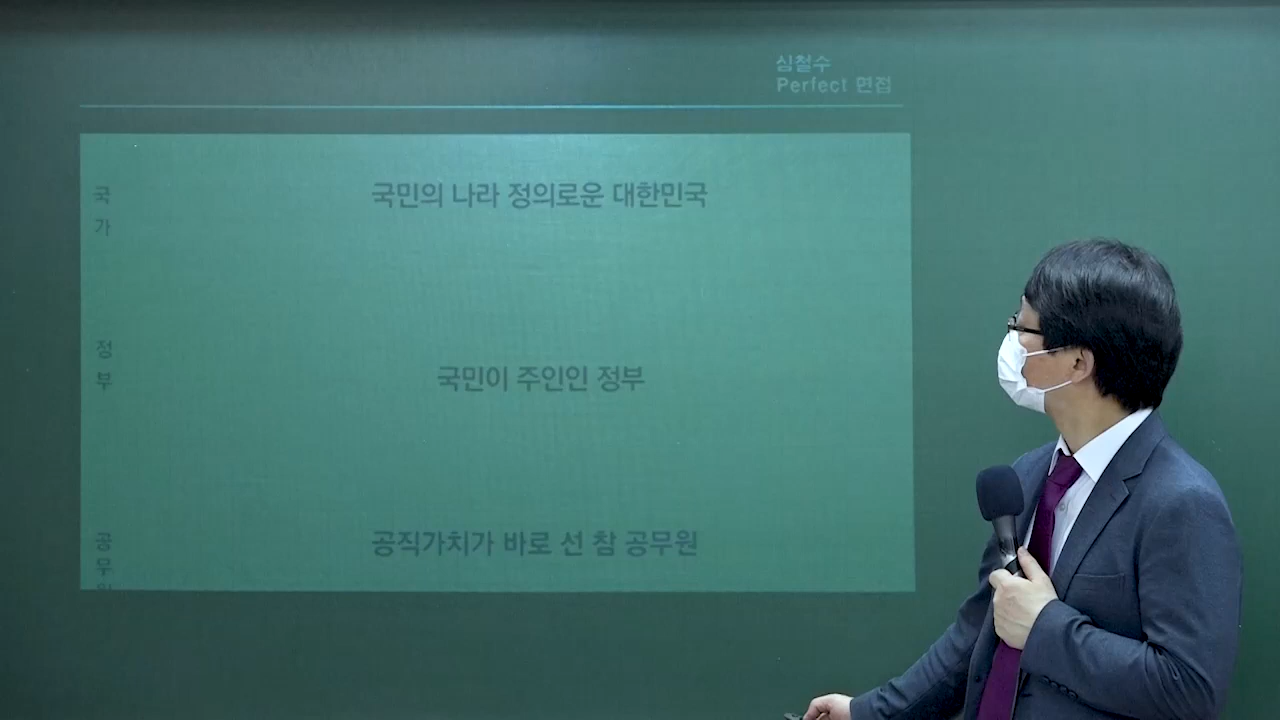 심철수
Perfect 면접
국가
국민의 나라 정의로운 대한민국
정부
국민이 주인인 정부
공무원
공직가치가 바로 선 참 공무원